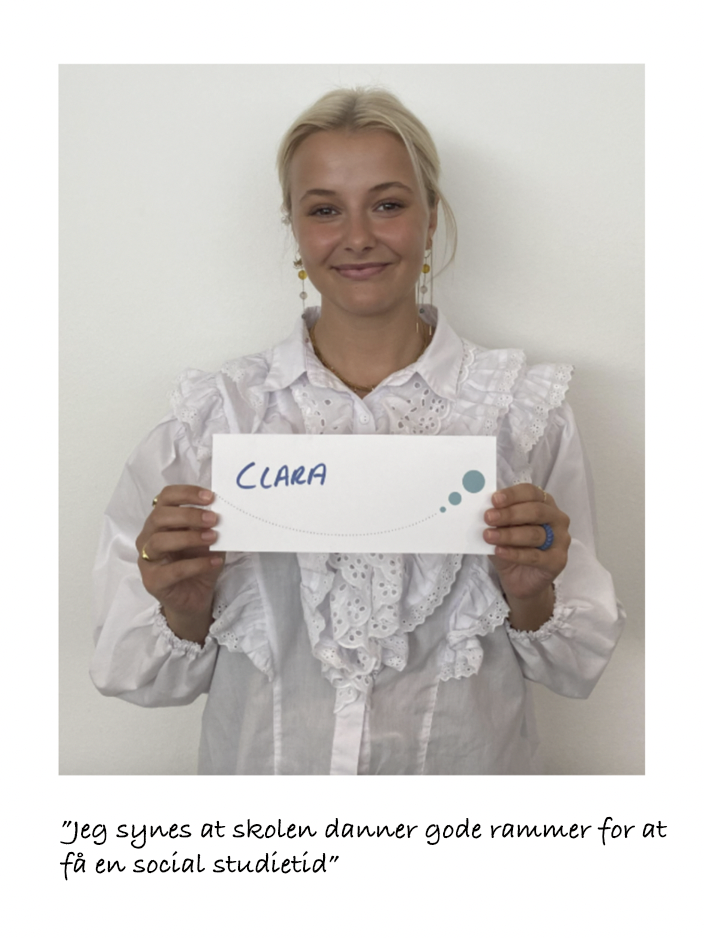 CLARA
"Jeg synes at skolen danner gode rammer for at
få en social studietid"